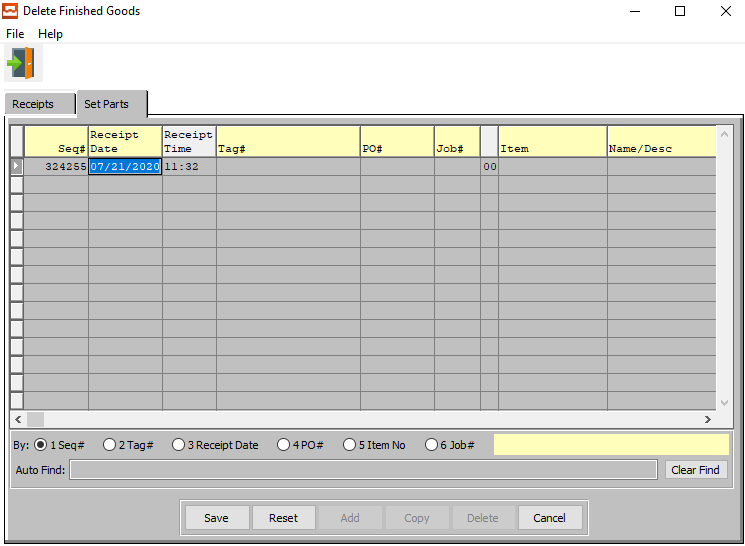 Delete Finished Goods
File Help
Receipts Set Parts
Seq# Receipt Date Receipt Time Tag# PO# Job# Item Name/Desc
324255 07/21/2020 11:32 00
By: 1 Seq# 2 Tag# 3 Receipt Date 4 PO# 5 Item No 6 Job#
Auto Find: Clear Find
Save Reset Add Copy Delete Cancel